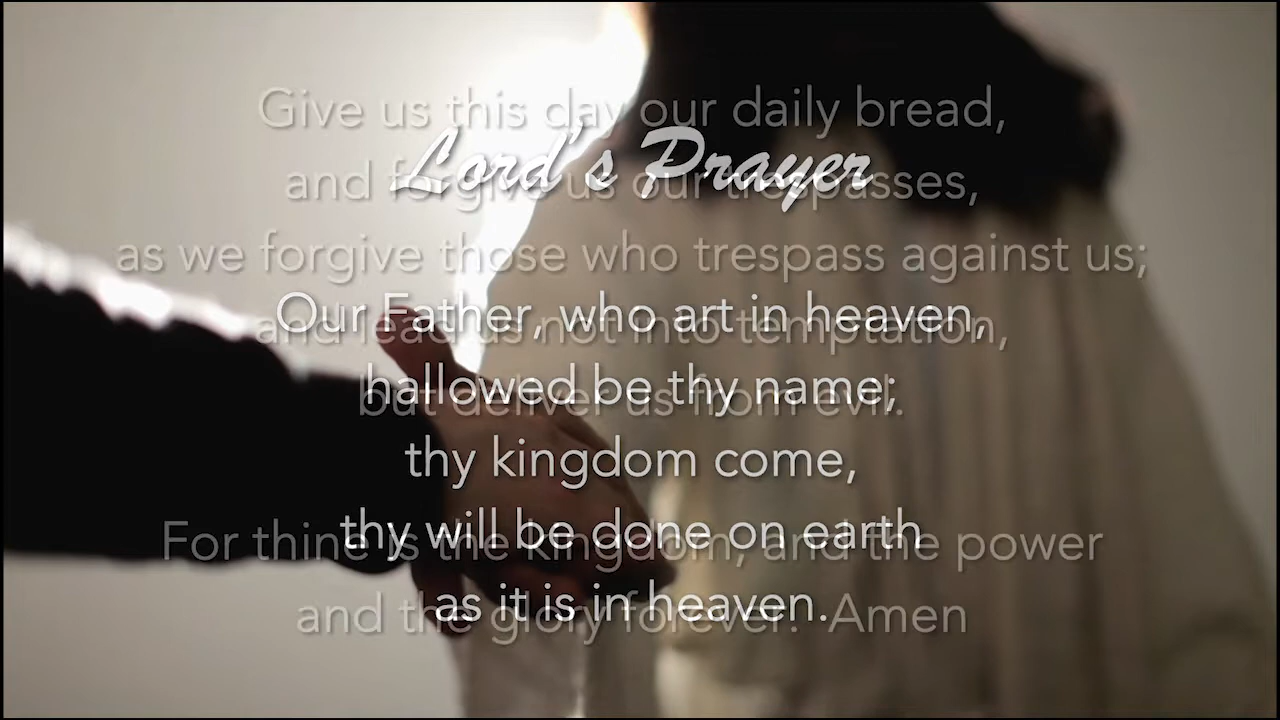 Lord's Prayer
Our Father, who art in heaven,
hallowed be thy name;
thy kingdom come,
thy will be done on earth
as it is in heaven.
Give us this day our daily bread,
and forgive us our trespasses,
as we forgive those who trespass against us;
and lead us not into temptation,
but deliver us from evil.
For thine is the kingdom, and the power
and the glory forever. Amen